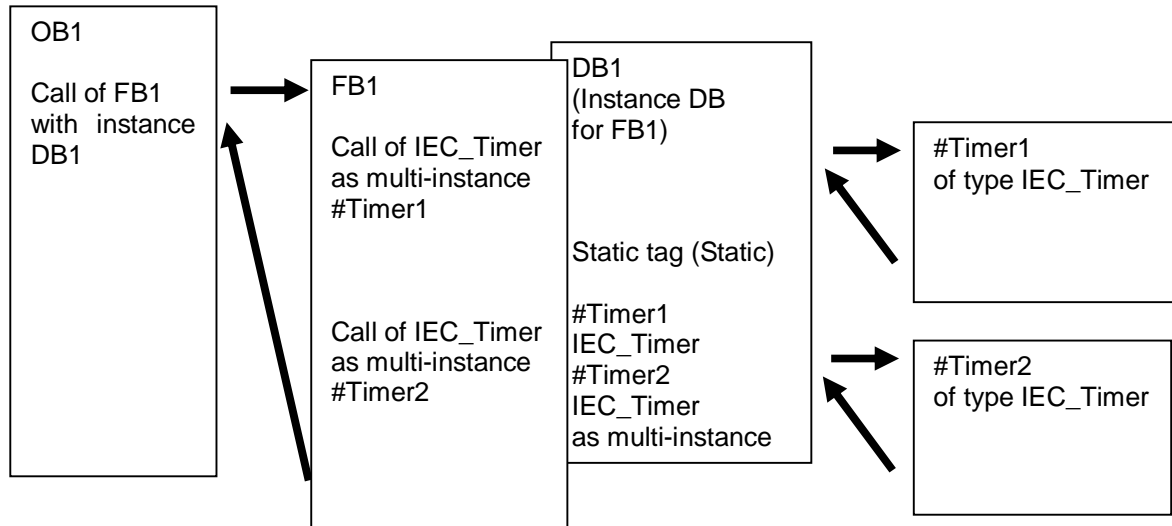 OB1
Call of FB1
with instance
DB1
FB1
Call of IEC_Timer
as multi-instance
#Timer1
Call of IEC_Timer
as multi-instance
#Timer2
DB1
(Instance DB
for FB1)
Static tag (Static)
#Timer1
IEC_Timer
#Timer2
IEC_Timer
as multi-instance
#Timer1
of type IEC_Timer
#Timer2
of type IEC_Timer